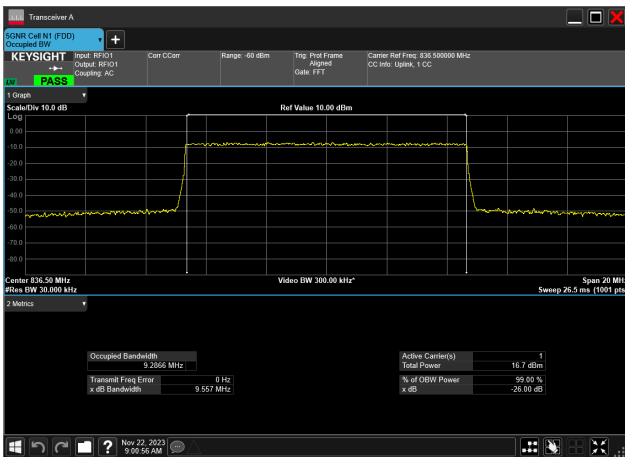 Transceiver A
5GNR Cell N1 (FDD)
Occupied BW
KEYSIGHT
Input: RFIO1
Output: RFIO1
Coupling: AC
Corr CCorr
Range: -60 dBm
Trig: Prot Frame
Aligned
Gate: FFT
Carrier Ref Freq: 836.500000 MHz
CC Info: Uplink, 1 CC
PASS
1 Graph
Scale/Div 10.0 dB
Ref Value 10.00 dBm
Log
0.00
-10.0
-20.0
-30.0
-40.0
-50.0
-60.0
-70.0
-80.0
Center 836.50 MHz
Video BW 300.00 kHz*
Span 20 MHz
#Res BW 30.000 kHz
Sweep 26.5 ms (1001 pts
2 Metrics
Occupied Bandwidth
9.2866 MHz
Transmit Freq Error 0 Hz
x dB Bandwidth 9.557 MHz
Active Carrier(s) 1
Total Power 16.7 dBm
% of OBW Power 99.00 %
x dB -26.00 dB
Nov 22, 2023
9:00:56 AM